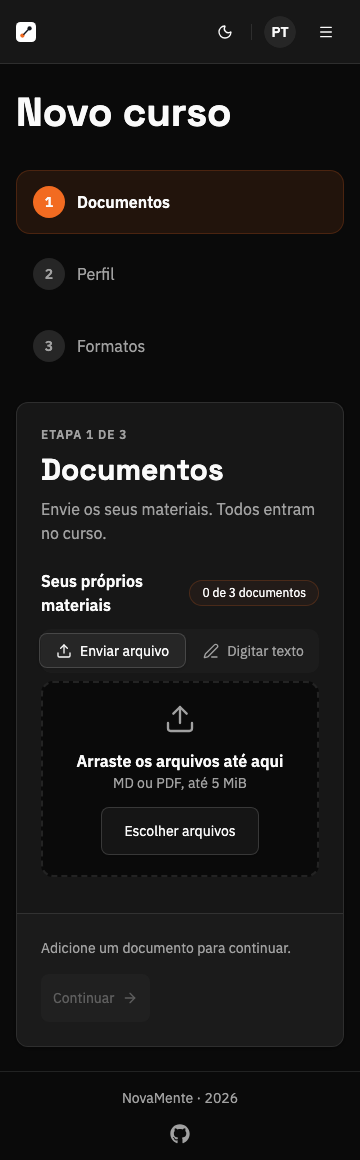 PT
Novo curso
1 Documentos
2 Perfil
3 Formatos
ETAPA 1 DE 3
Documentos
Envie os seus materiais. Todos entram
no curso.
Seus próprios
materiais
0 de 3 documentos
Enviar arquivo
Digitar texto
Arraste os arquivos até aqui
MD ou PDF, até 5 MiB
Escolher arquivos
Adicione um documento para continuar.
Continuar
NovaMente · 2026